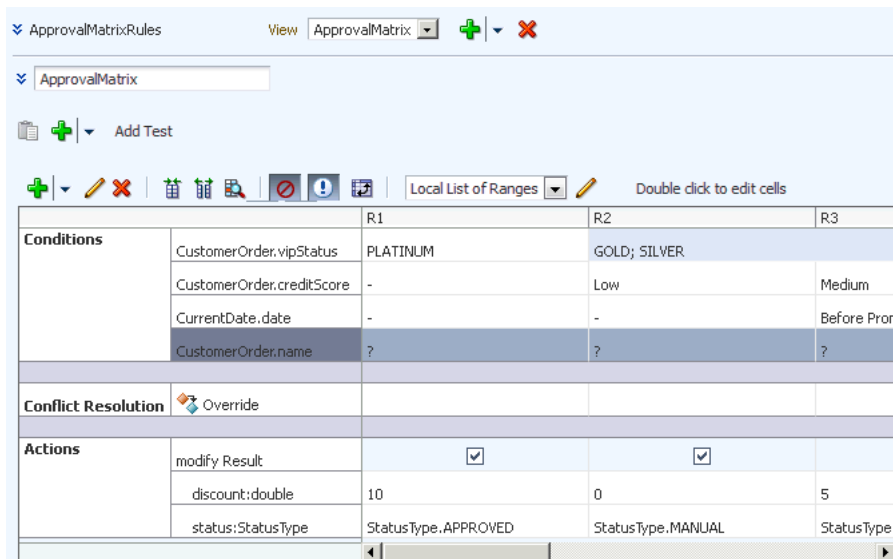 ApprovalMatrixRules View ApprovalMatrix
ApprovalMatrix
Add Test
Local List of Ranges Double click to edit cells
R1 R2 R3
Conditions CustomerOrder.vipStatus PLATINUM GOLD; SILVER
CustomerOrder.creditScore - Low Medium
CurrentDate.date - - Before Pror
CustomerOrder.name ? ? ?
Conflict Resolution Override
Actions modify Result
discount:double 10 0 5
status:StatusType StatusType.APPROVED StatusType.MANUAL StatusType